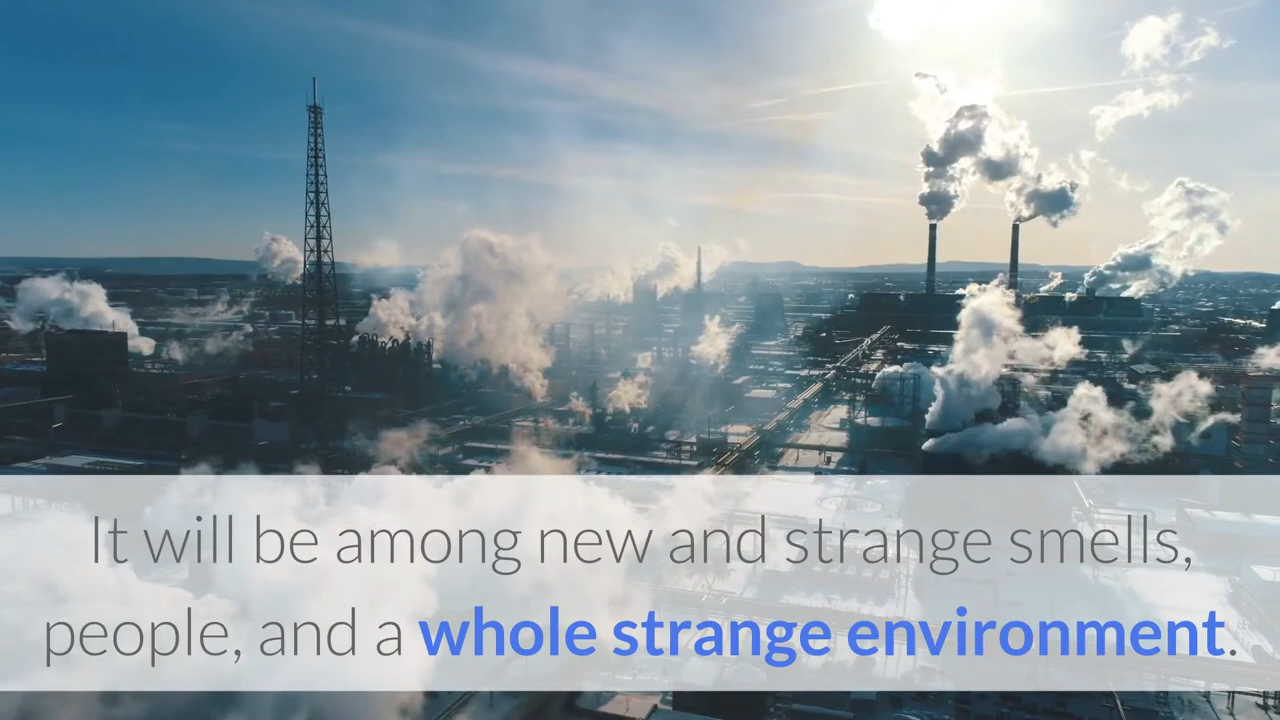 It will be among new and strange smells,
people, and a whole strange environment.